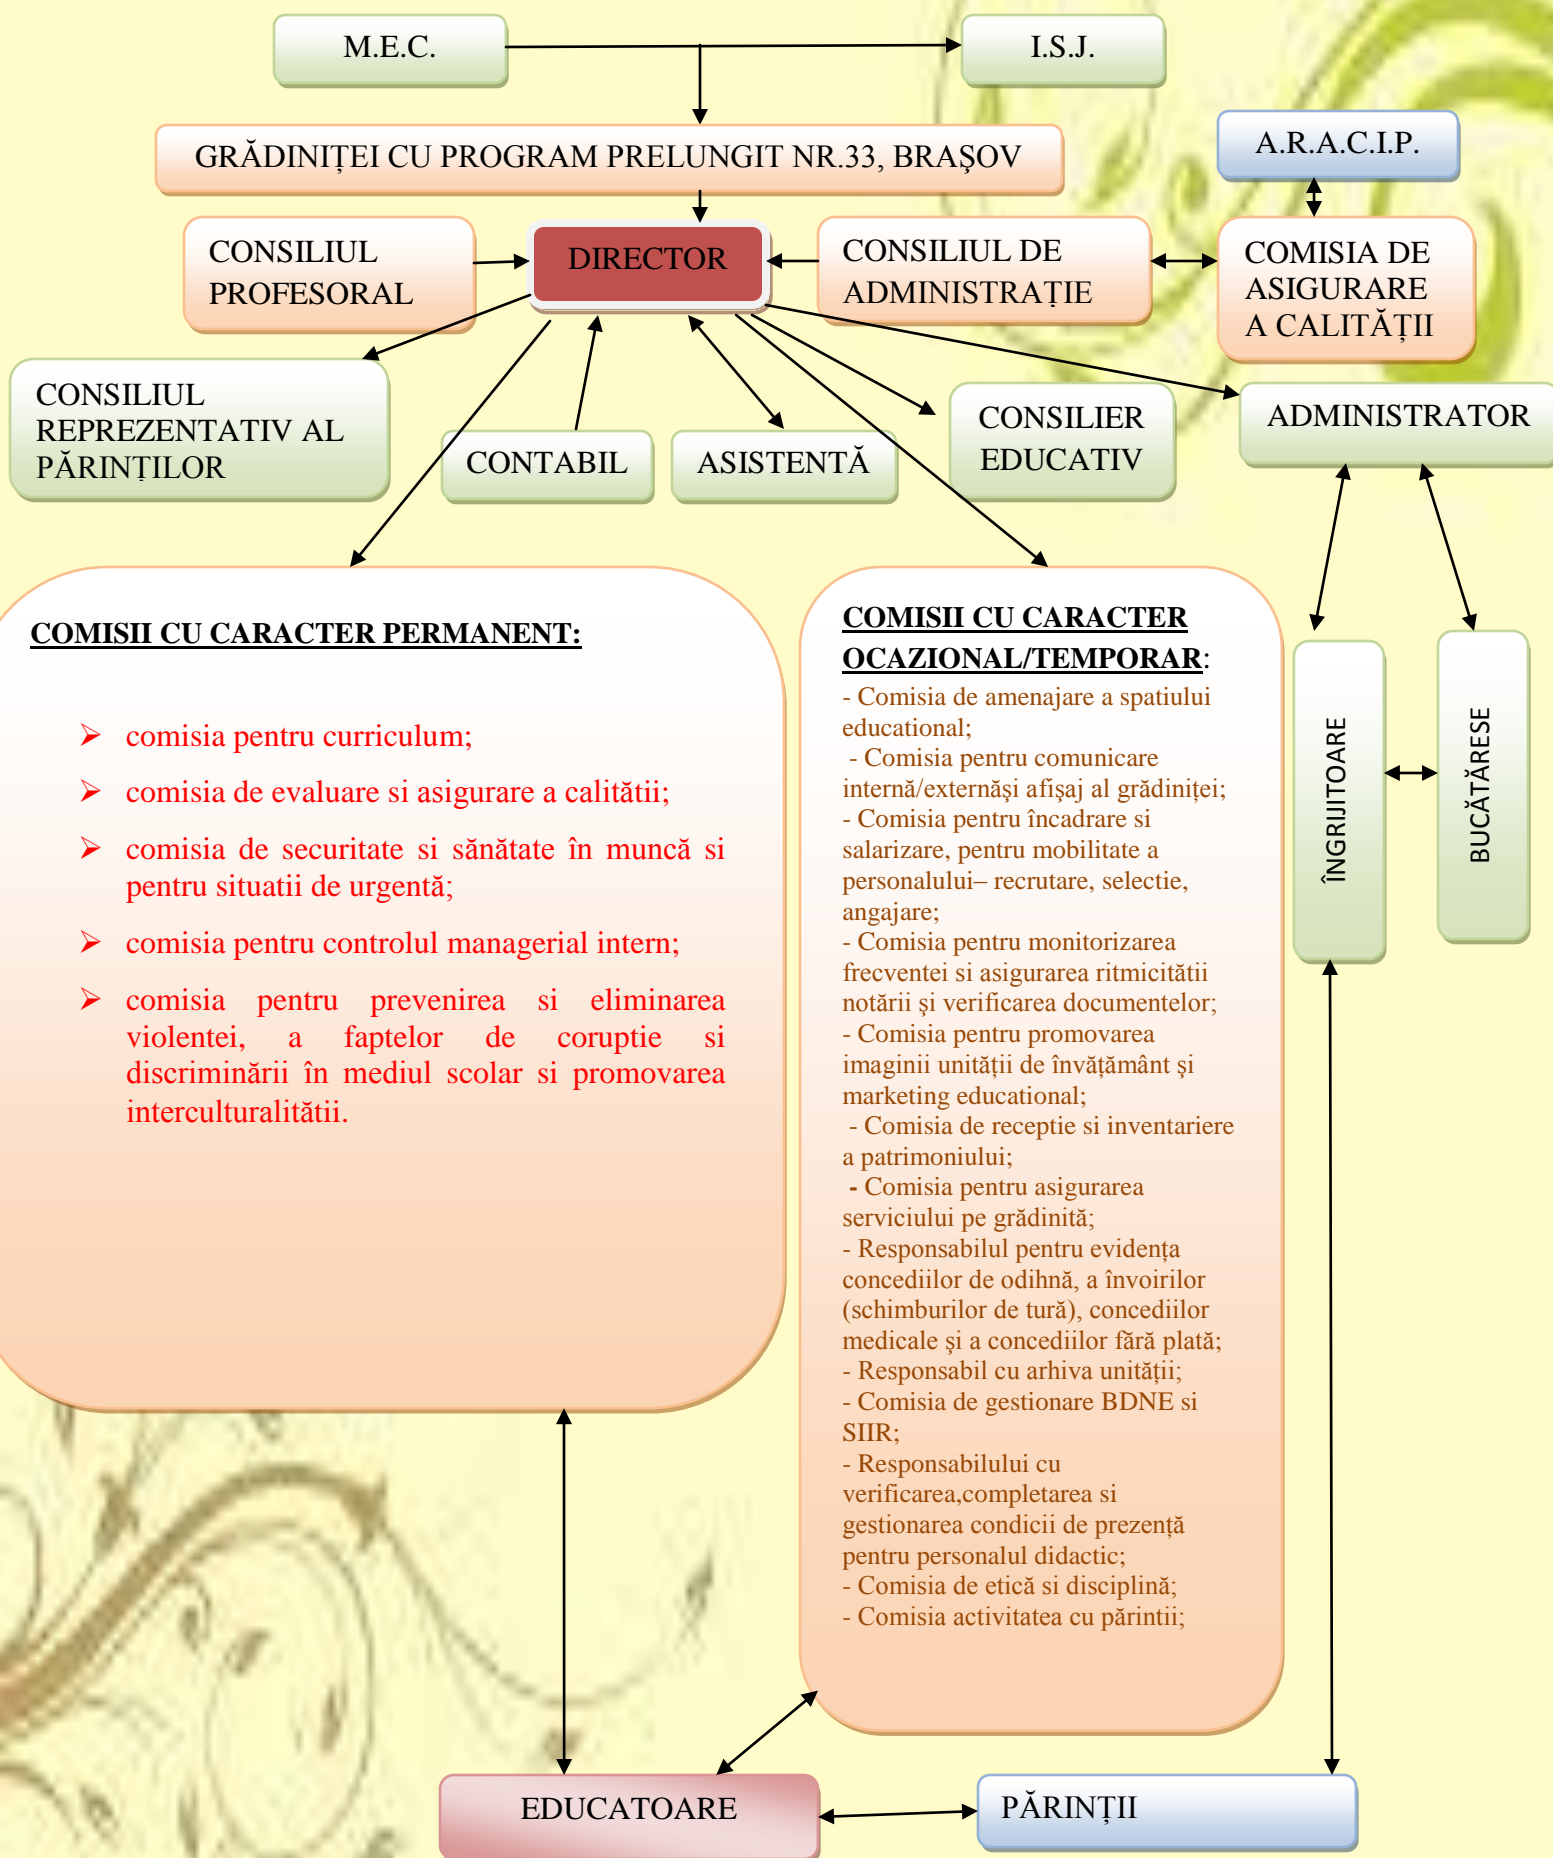 M.E.C.
I.S.J.
GRĂDINIȚEI CU PROGRAM PRELUNGIT NR.33, BRAŞOV
A.R.A.C.I.P.
CONSILIUL
PROFESORAL
DIRECTOR
CONSILIUL DE
ADMINISTRAȚIE
COMISIA DE
ASIGURARE
A CALITĂȚII
CONSILIUL
REPREZENTATIV AL
PĂRINȚILOR
CONTABIL
ASISTENTĂ
CONSILIER
EDUCATIV
ADMINISTRATOR
COMISII CU CARACTER PERMANENT:
➢ comisia pentru curriculum;
➢ comisia de evaluare si asigurare a calitătii;
➢ comisia de securitate si sănătate în muncă si
pentru situatii de urgentă;
➢ comisia pentru controlul managerial intern;
➢ comisia pentru prevenirea si eliminarea
violentei, a faptelor de coruptie si
discriminării în mediul scolar si promovarea
interculturalitătii.
COMISII CU CARACTER
OCAZIONAL/TEMPORAR:
- Comisia de amenajare a spatiului
educational;
- Comisia pentru comunicare
internă/externăşi afişaj al grădiniței;
- Comisia pentru încadrare si
salarizare, pentru mobilitate a
personalului– recrutare, selectie,
angajare;
- Comisia pentru monitorizarea
frecventei si asigurarea ritmicitătii
notării şi verificarea documentelor;
- Comisia pentru promovarea
imaginii unității de învățământ şi
marketing educational;
- Comisia de receptie si inventariere
a patrimoniului;
- Comisia pentru asigurarea
serviciului pe grădinită;
- Responsabilul pentru evidența
concediilor de odihnă, a învoirilor
(schimburilor de tură), concediilor
medicale şi a concediilor fără plată;
- Responsabil cu arhiva unității;
- Comisia de gestionare BDNE si
SIIR;
- Responsabilului cu
verificarea,completarea si
gestionarea condicii de prezență
pentru personalul didactic;
- Comisia de etică si disciplină;
- Comisia activitatea cu părintii;
ÎNGRIJITOARE
BUCĂTĂRESE
EDUCATOARE
PĂRINȚII